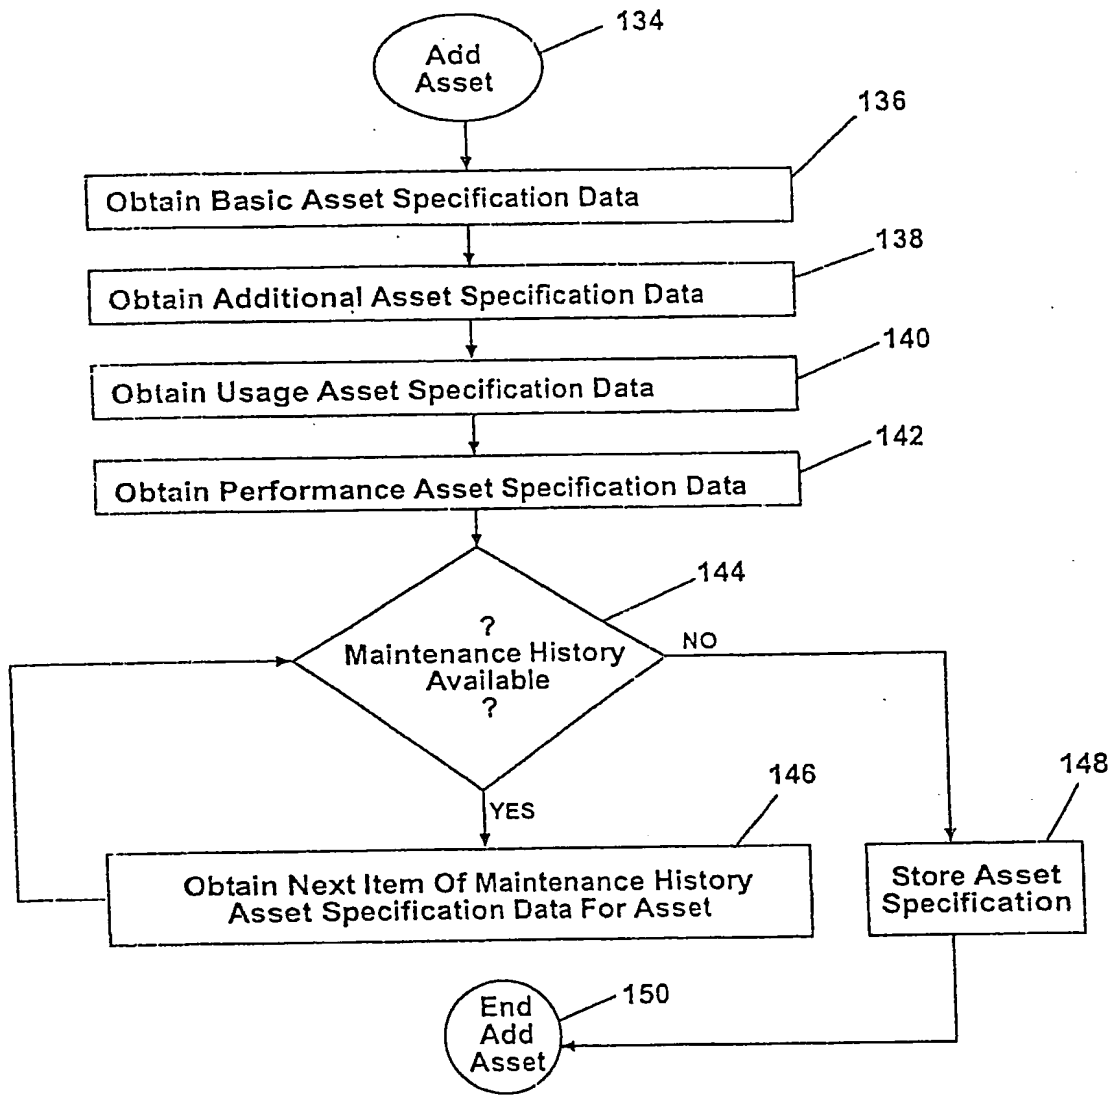 Add
Asset
134
136
Obtain Basic Asset Specification Data
138
Obtain Additional Asset Specification Data
140
Obtain Usage Asset Specification Data
142
Obtain Performance Asset Specification Data
144
?
Maintenance History
Available
?
NO
YES
146
148
Obtain Next Item Of Maintenance History
Asset Specification Data For Asset
Store Asset
Specification
150
End
Add
Asset